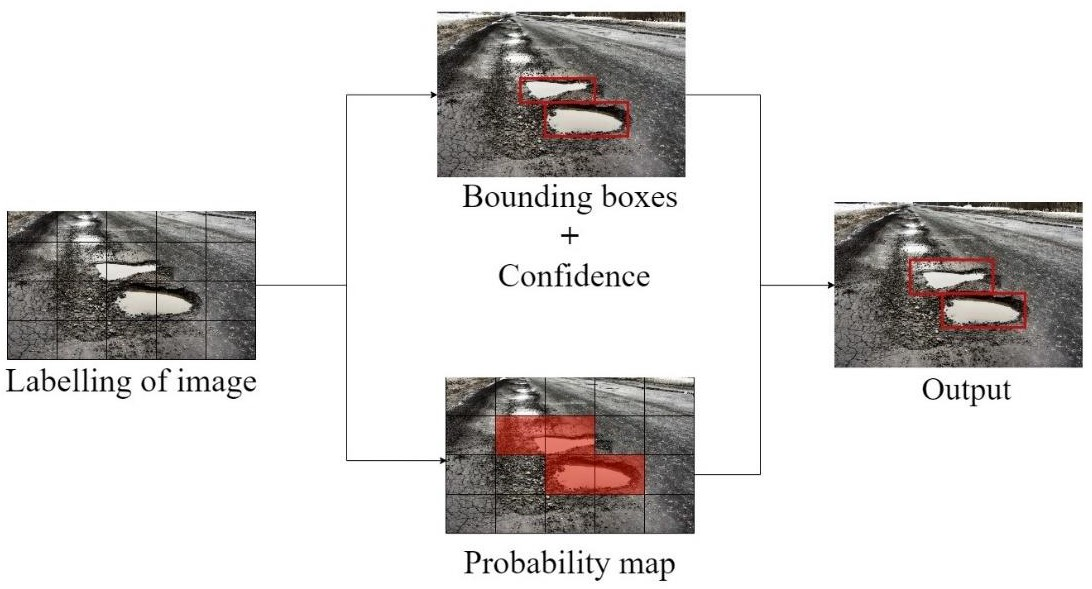 Labelling of image
Bounding boxes
+
Confidence
Probability map
Output